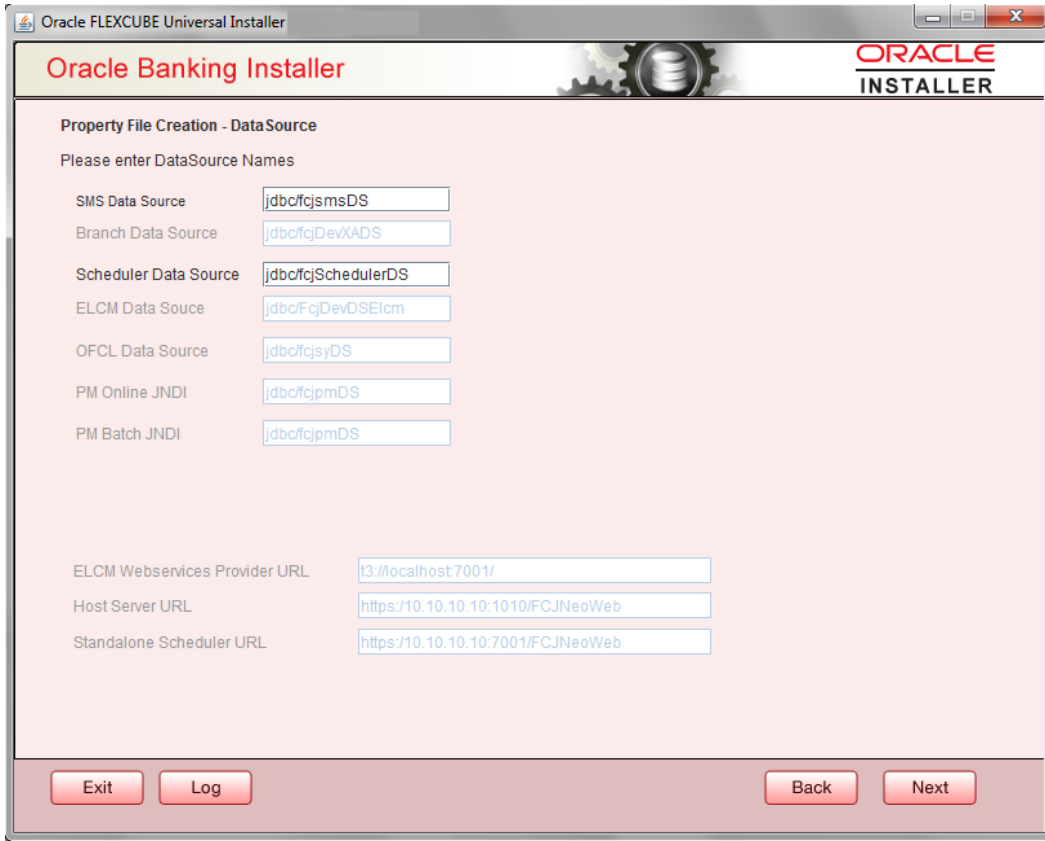 Oracle FLEXCUBE Universal Installer
Oracle Banking Installer
ORACLE
INSTALLER
Property File Creation - DataSource
Please enter DataSource Names
SMS Data Source jdbc/fcjsmsDS
Branch Data Source jdbc/fcjDevXADS
Scheduler Data Source jdbc/fcjSchedulerDS
ELCM Data Souce jdbc/FcjDevDSElcm
OFCL Data Source jdbc/fcjsyDS
PM Online JNDI jdbc/fcjpmDS
PM Batch JNDI jdbc/fcjpmDS
ELCM Webservices Provider URL t3://localhost:7001/
Host Server URL https:/10.10.10.10:1010/FCJNeoWeb
Standalone Scheduler URL https:/10.10.10.10:7001/FCJNeoWeb
Exit Log Back Next